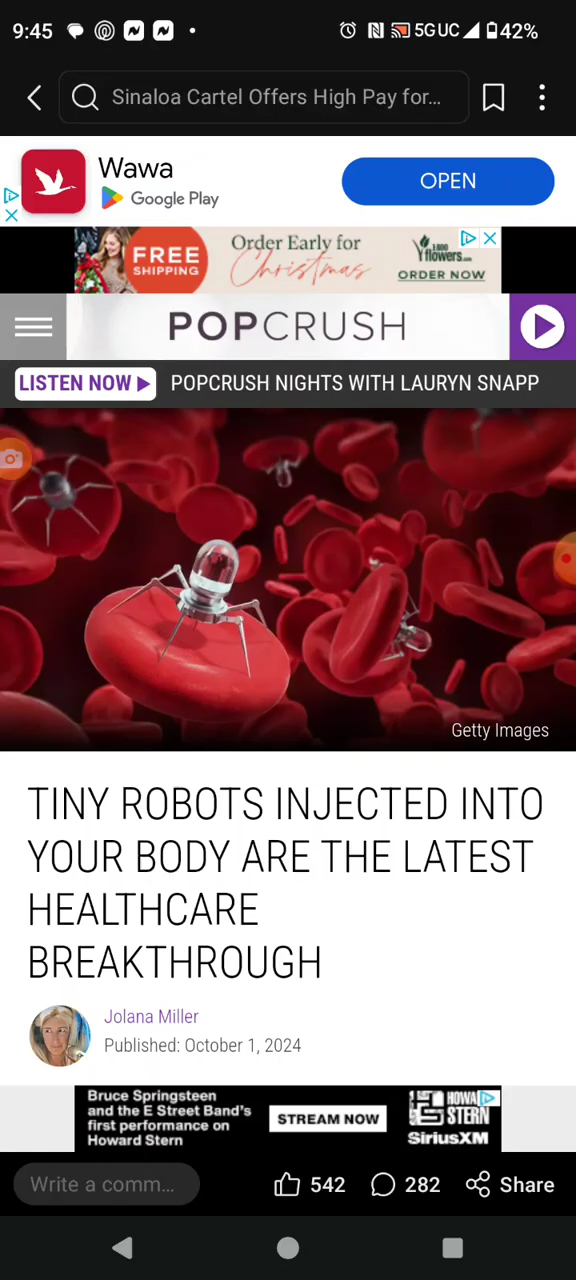 9:45
5G UC 42%
Sinaloa Cartel Offers High Pay for...
Wawa
Google Play
OPEN
FREE
SHIPPING
Order Early for
Christmas
1800
flowers.com
ORDER NOW
POPCRUSH
LISTEN NOW
POPCRUSH NIGHTS WITH LAURYN SNAPP
Getty Images
TINY ROBOTS INJECTED INTO
YOUR BODY ARE THE LATEST
HEALTHCARE
BREAKTHROUGH
Jolana Miller
Published: October 1, 2024
Bruce Springsteen
and the E Street Band's
first performance on
Howard Stern
STREAM NOW
HOWA
STERN
SiriusXM
Write a comm...
542
282
Share